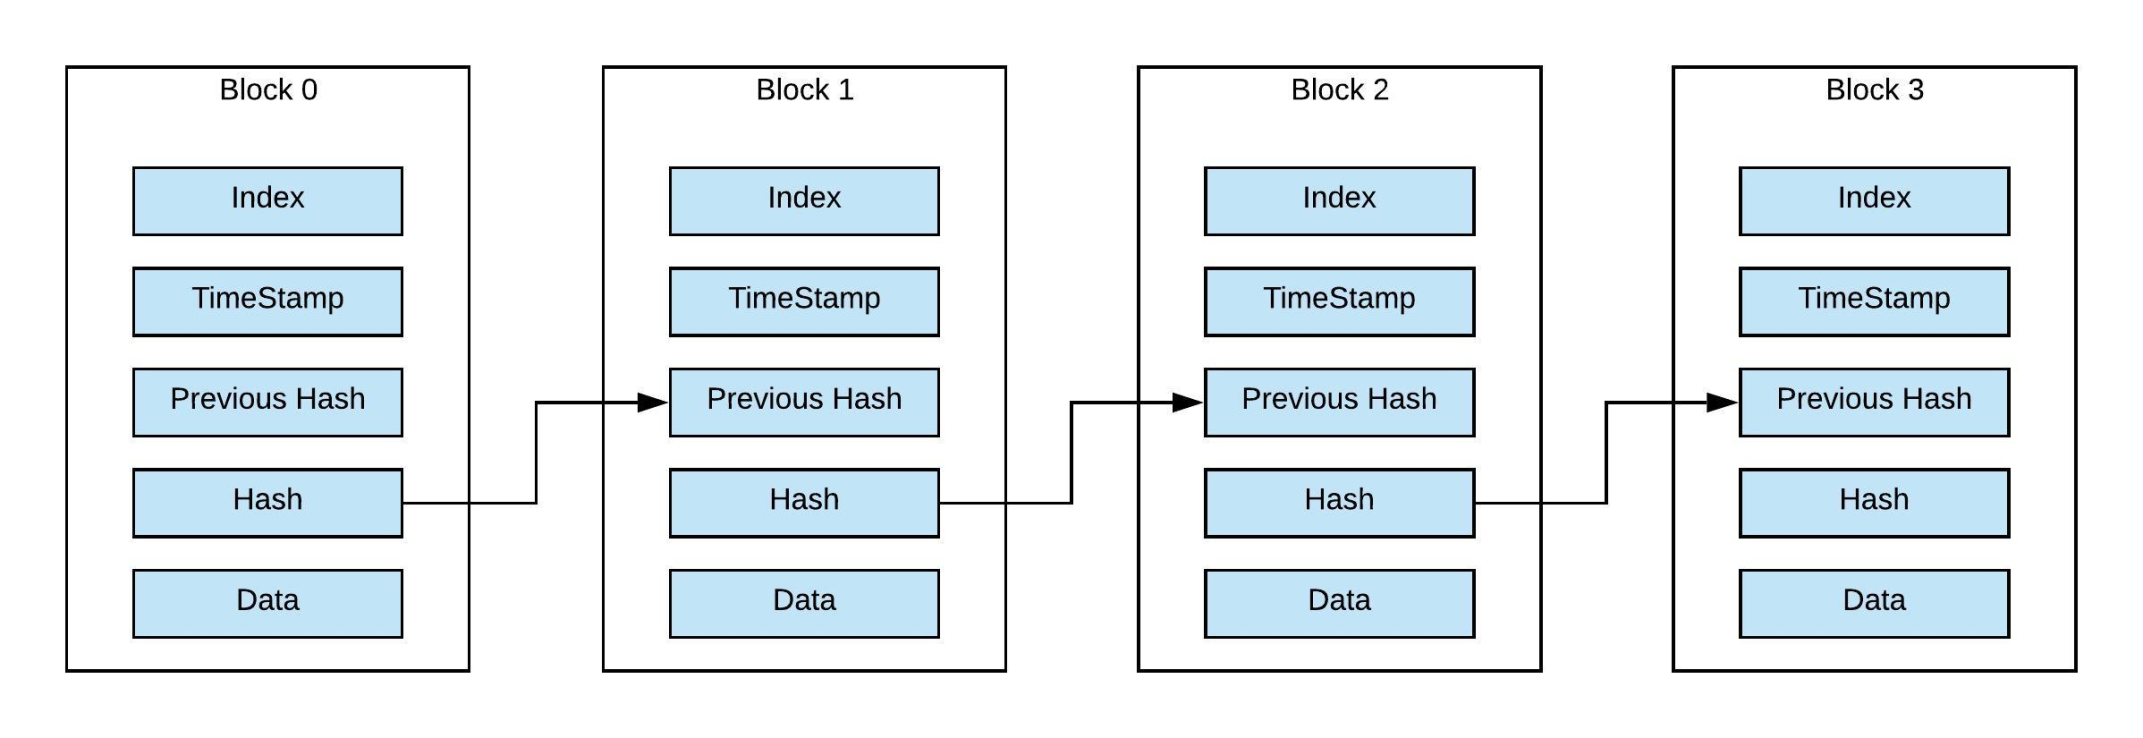 Block 0
Index
TimeStamp
Previous Hash
Hash
Data
Block 1
Index
TimeStamp
Previous Hash
Hash
Data
Block 2
Index
TimeStamp
Previous Hash
Hash
Data
Block 3
Index
TimeStamp
Previous Hash
Hash
Data